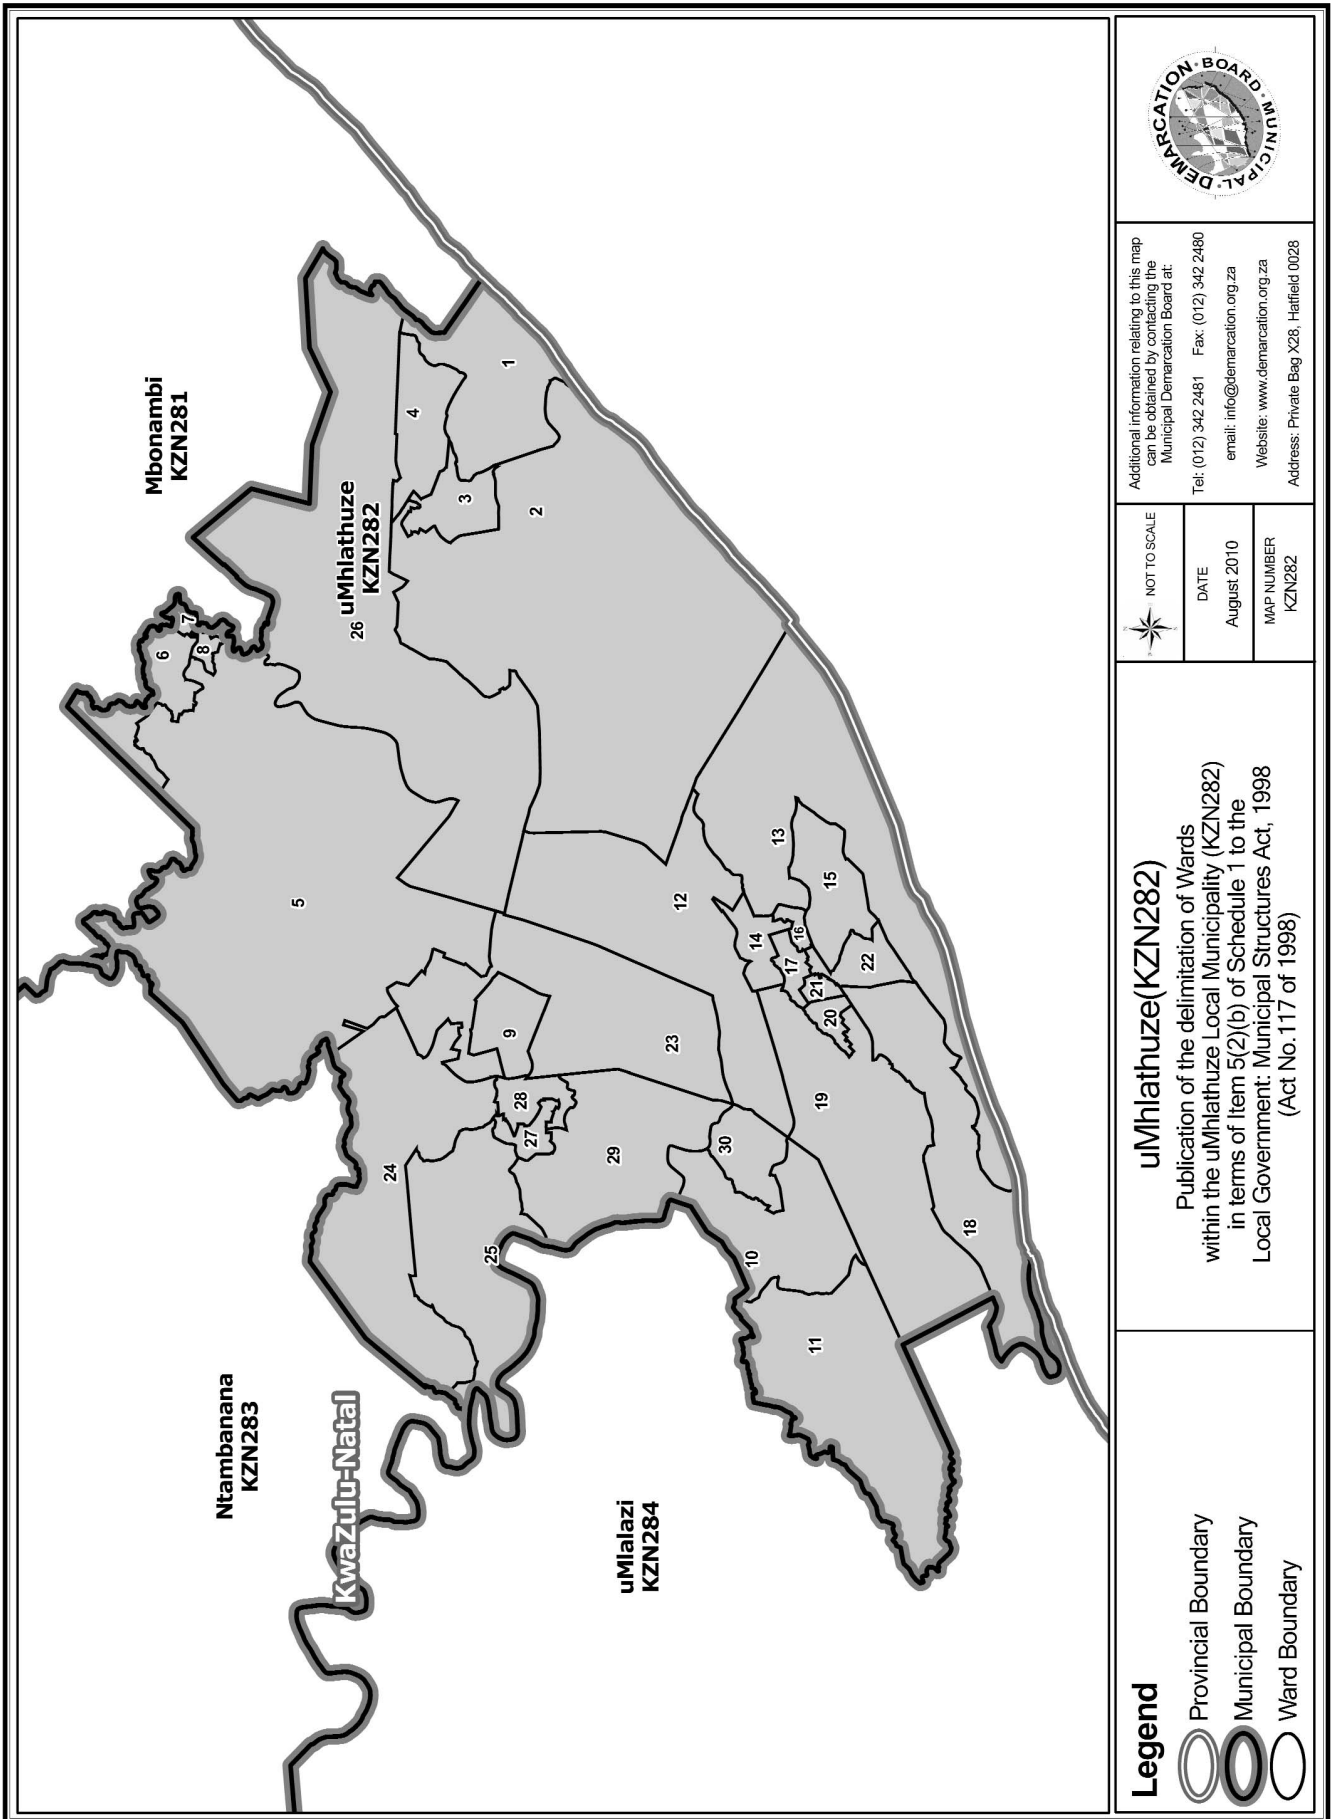 Mbonambi
KZN281
Ntambanana
KZN283
KwaZulu-Natal
uMhlathuze
KZN282
uMlalazi
KZN284
1
2
3
4
5
6
7
8
9
10
11
12
13
14
15
16
17
18
19
20
21
22
23
24
25
26
27
28
29
30
Legend
Provincial Boundary
Municipal Boundary
Ward Boundary
uMhlathuze(KZN282)
Publication of the delimitation of Wards
within the uMhlathuze Local Municipality (KZN282)
in terms of Item 5(2)(b) of Schedule 1 to the
Local Government: Municipal Structures Act, 1998
(Act No.117 of 1998)
NOT TO SCALE
DATE
August 2010
MAP NUMBER
KZN282
Additional information relating to this map
can be obtained by contacting the
Municipal Demarcation Board at:
Tel: (012) 342 2481 Fax: (012) 342 2480
email: info@demarcation.org.za
Website: www.demarcation.org.za
Address: Private Bag X28, Hatfield 0028
MUNICIPAL · DEMARCATION · BOARD ·